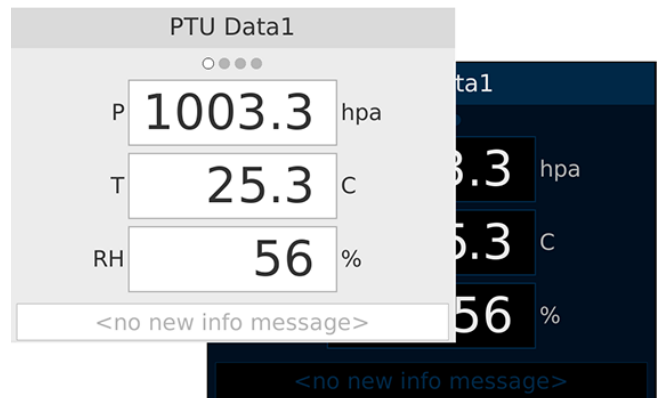 PTU Data1
P 1003.3 hpa
T 25.3 C
RH 56 %
<no new info message>
ta1
.3 hpa
.3 C
56 %
<no new info message>